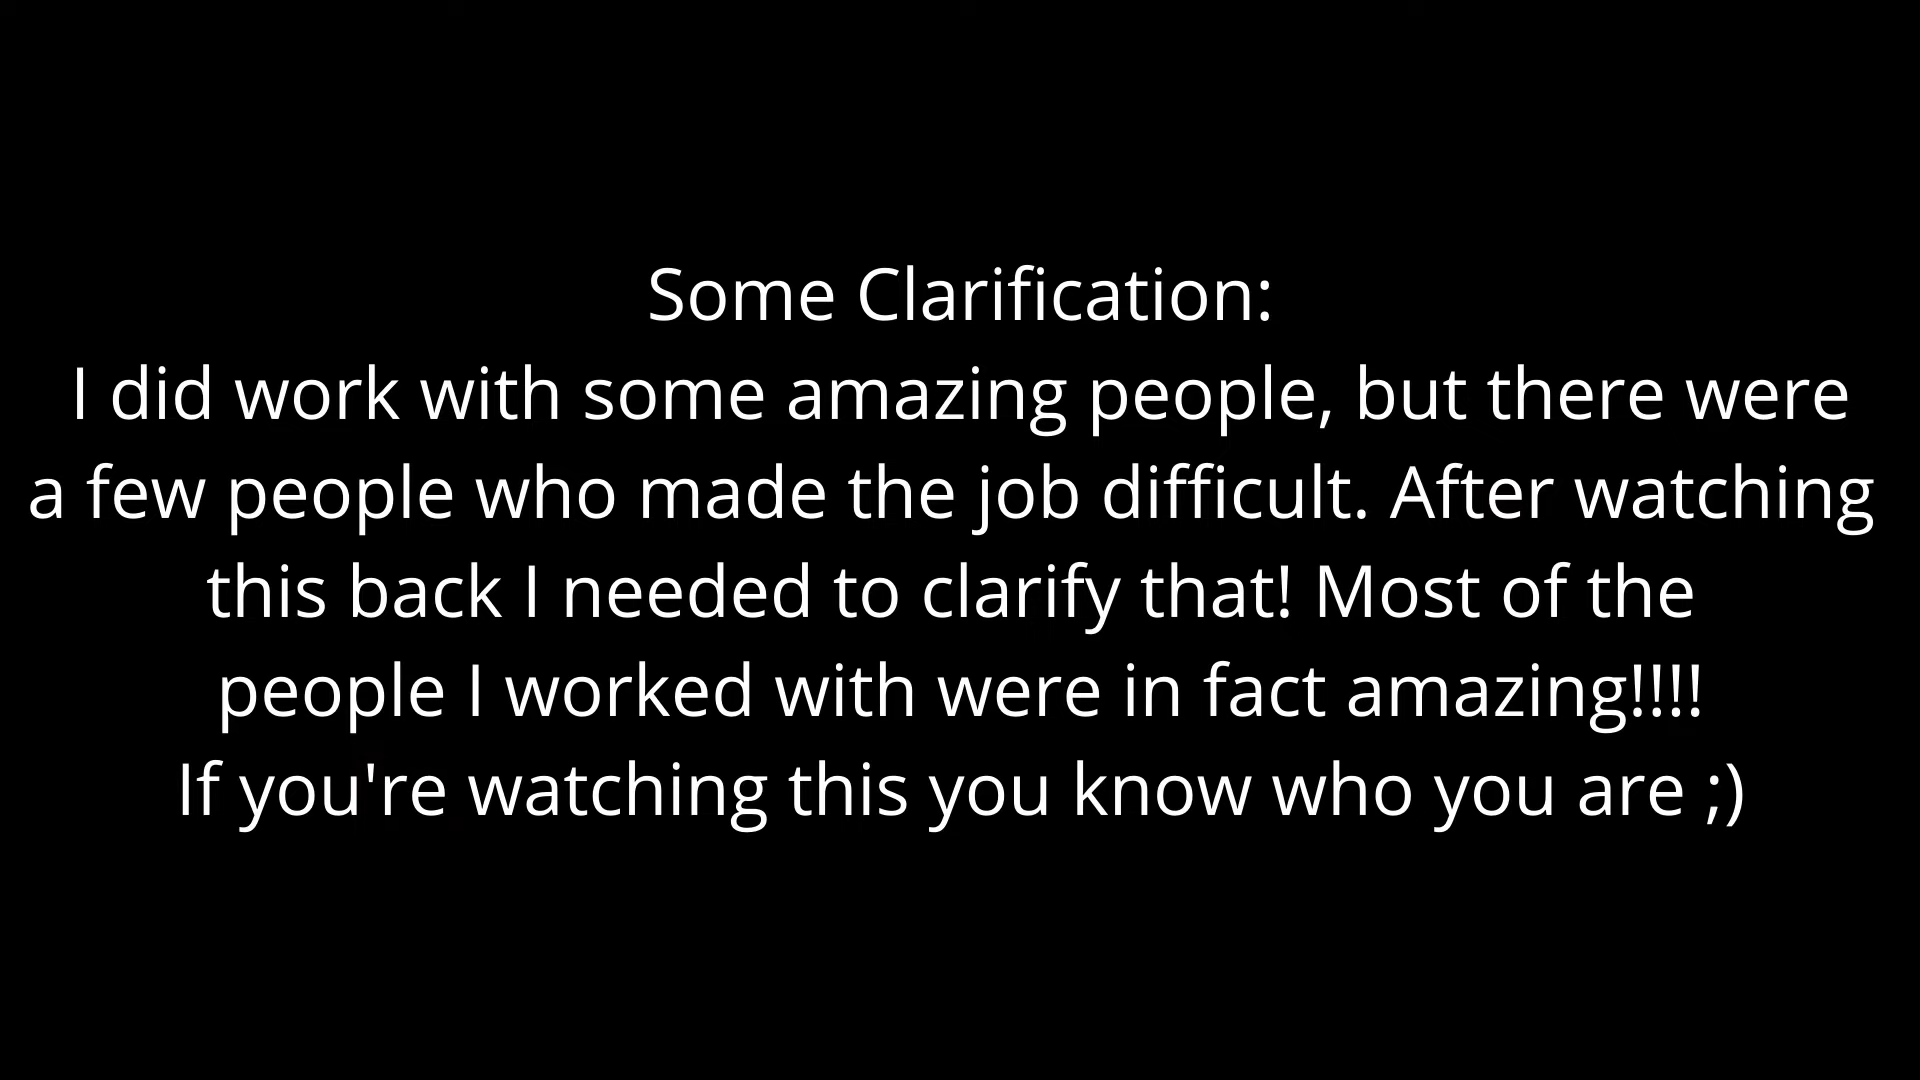 Some Clarification:
I did work with some amazing people, but there were
a few people who made the job difficult. After watching
this back I needed to clarify that! Most of the
people I worked with were in fact amazing!!!!
If you're watching this you know who you are ;)